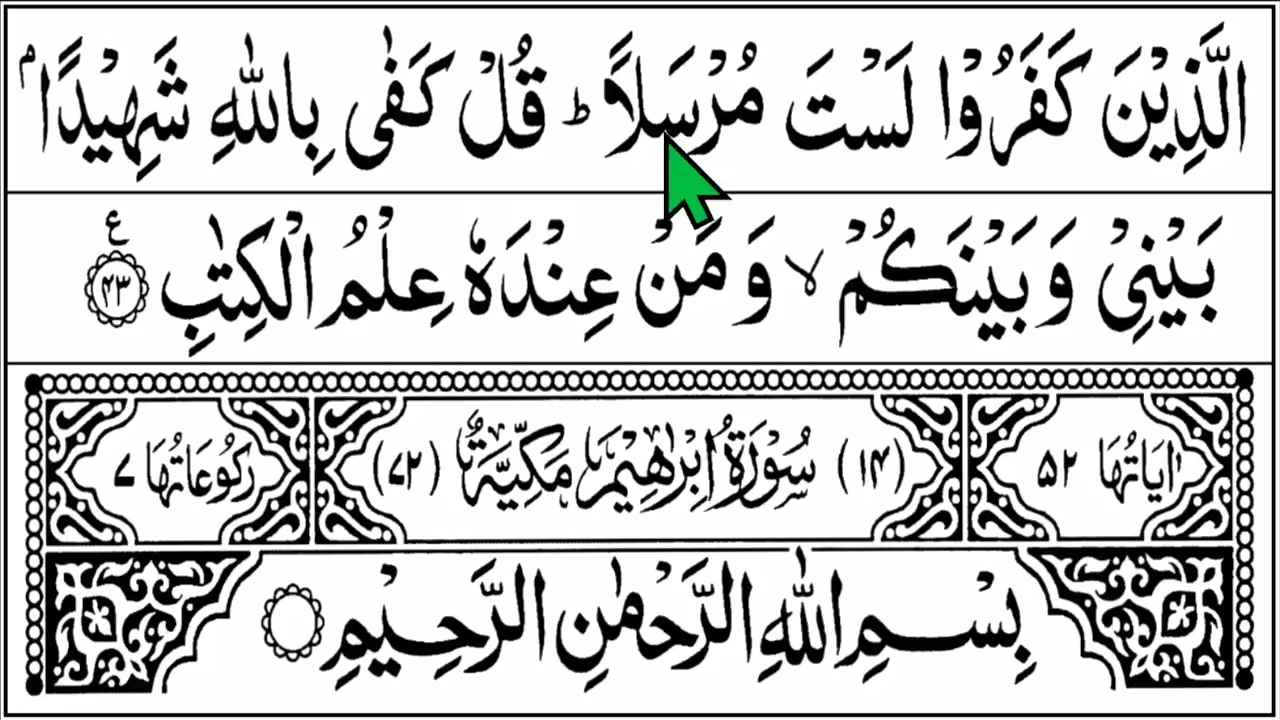 الَّذِيْنَ كَفَرُوْا لَسْتَ مُرْسَلًا ؕ قُلْ كَفٰى بِاللّٰهِ شَهِيْدًۢا
بَيْنِيْ وَ بَيْنَكُمْ ۙ وَ مَنْ عِنْدَهٗ عِلْمُ الْكِتٰبِ ﴿۴۳﴾ ع
اٰيَاتُهَا ۵۲ (۱۴) سُوْرَةُ اِبْرٰهِيْمَ مَكِّيَّةٌ (۷۲) رُكُوْعَاتُهَا ۷
بِسْمِ اللّٰهِ الرَّحْمٰنِ الرَّحِيْمِ